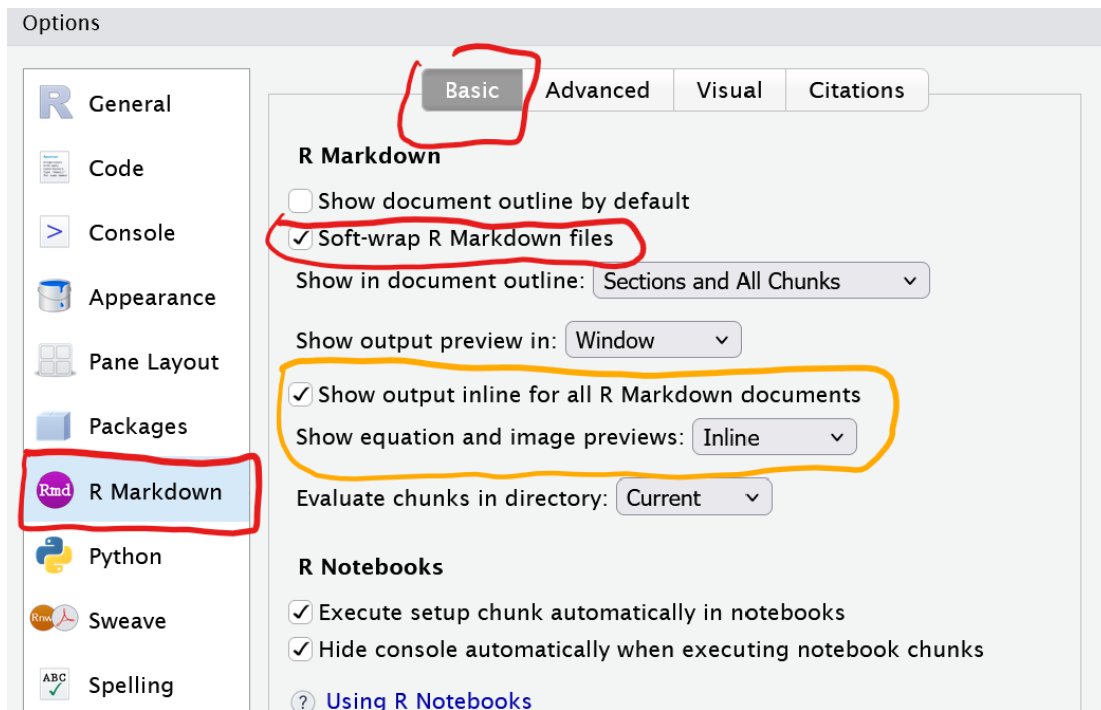 Options
General
Code
Console
Appearance
Pane Layout
Packages
Rmd R Markdown
Python
Rnw Sweave
ABC Spelling
Basic Advanced Visual Citations
R Markdown
Show document outline by default
Soft-wrap R Markdown files
Show in document outline: Sections and All Chunks
Show output preview in: Window
Show output inline for all R Markdown documents
Show equation and image previews: Inline
Evaluate chunks in directory: Current
R Notebooks
Execute setup chunk automatically in notebooks
Hide console automatically when executing notebook chunks
? Using R Notebooks